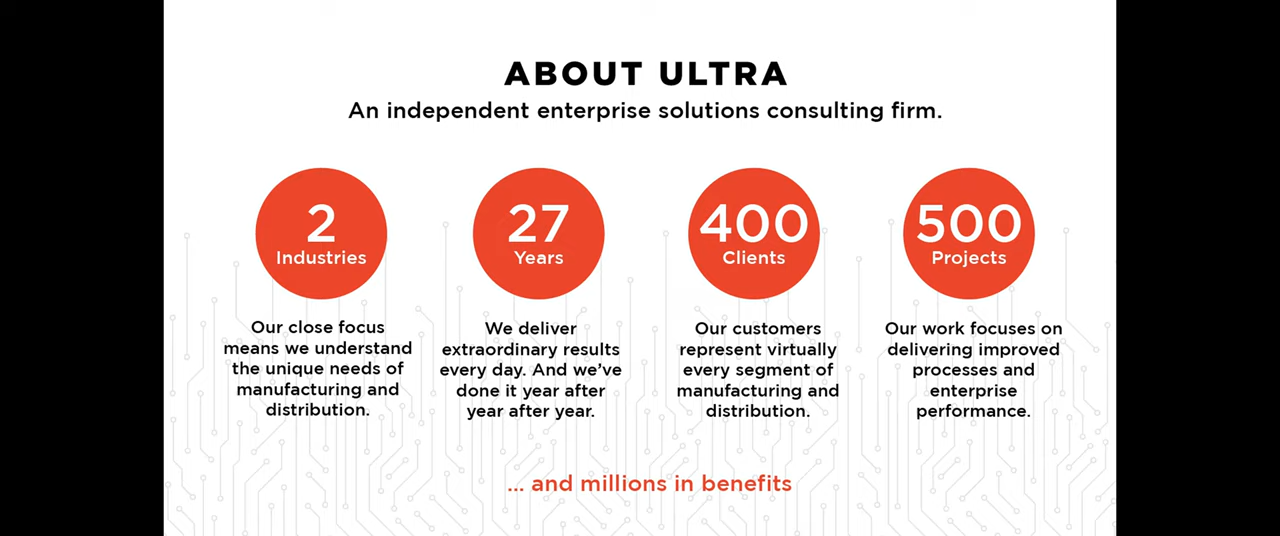 ABOUT ULTRA
An independent enterprise solutions consulting firm.
2
Industries
Our close focus
means we understand
the unique needs of
manufacturing and
distribution.
27
Years
We deliver
extraordinary results
every day. And we've
done it year after
year after year.
400
Clients
Our customers
represent virtually
every segment of
manufacturing and
distribution.
500
Projects
Our work focuses on
delivering improved
processes and
enterprise
performance.
... and millions in benefits